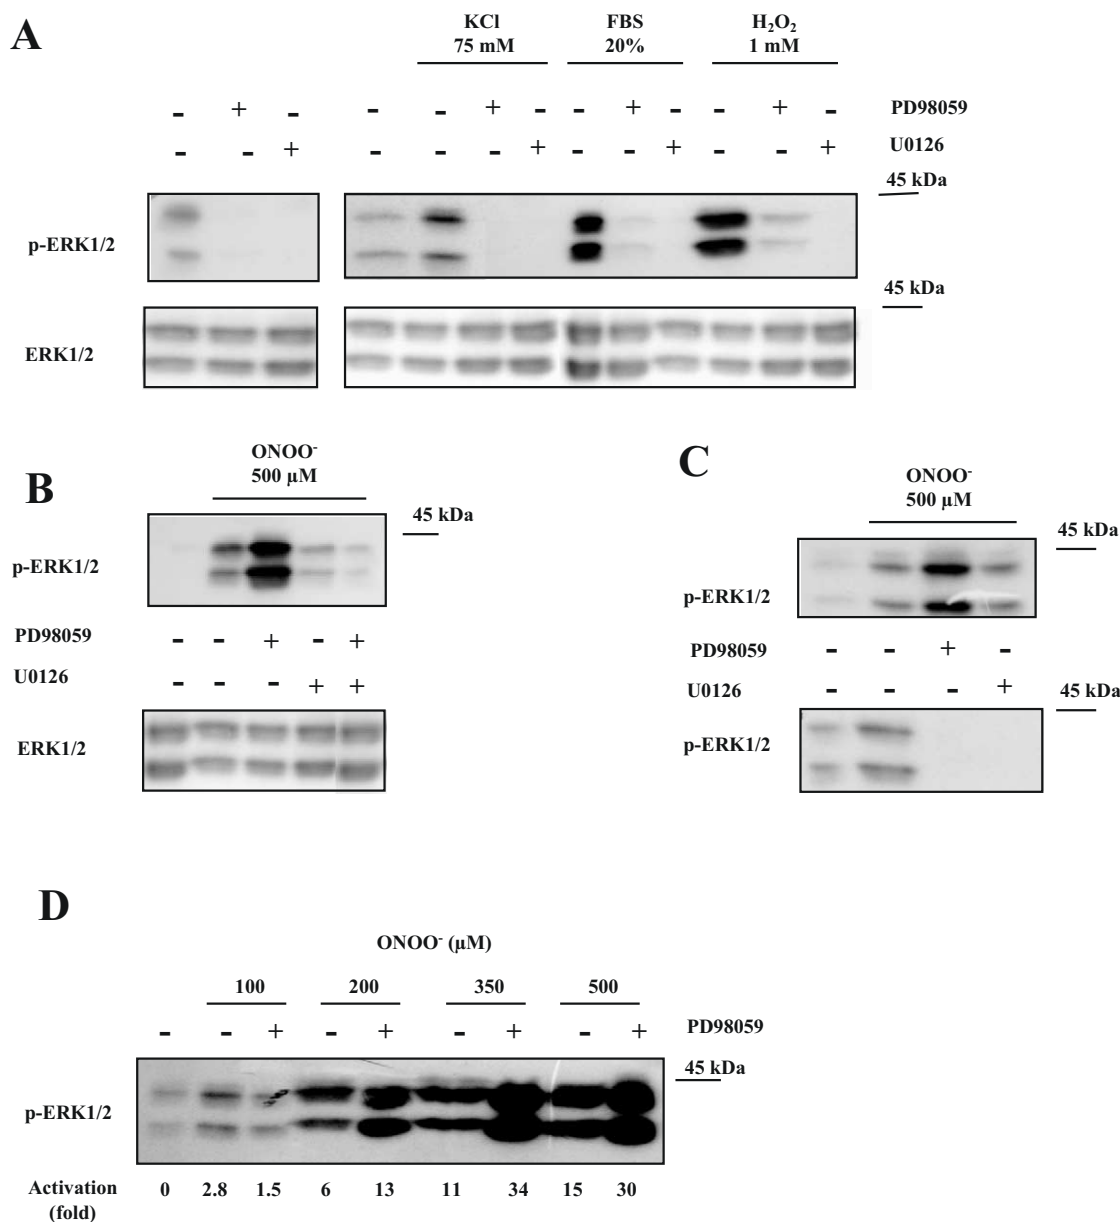 A
KCl FBS H₂O₂
75 mM 20% 1 mM
- + - - - + - - + - - + - PD98059
- - + - - - + - - + - - + U0126
45 kDa
p-ERK1/2
45 kDa
ERK1/2
B
ONOO⁻
500 µM
45 kDa
p-ERK1/2
PD98059 - - + - +
U0126 - - - + +
ERK1/2
C
ONOO⁻
500 µM
45 kDa
p-ERK1/2
PD98059 - - + -
U0126 - - - +
45 kDa
p-ERK1/2
D
ONOO⁻ (µM)
100 200 350 500
- - + - + - + - + PD98059
45 kDa
p-ERK1/2
Activation 0 2.8 1.5 6 13 11 34 15 30
(fold)